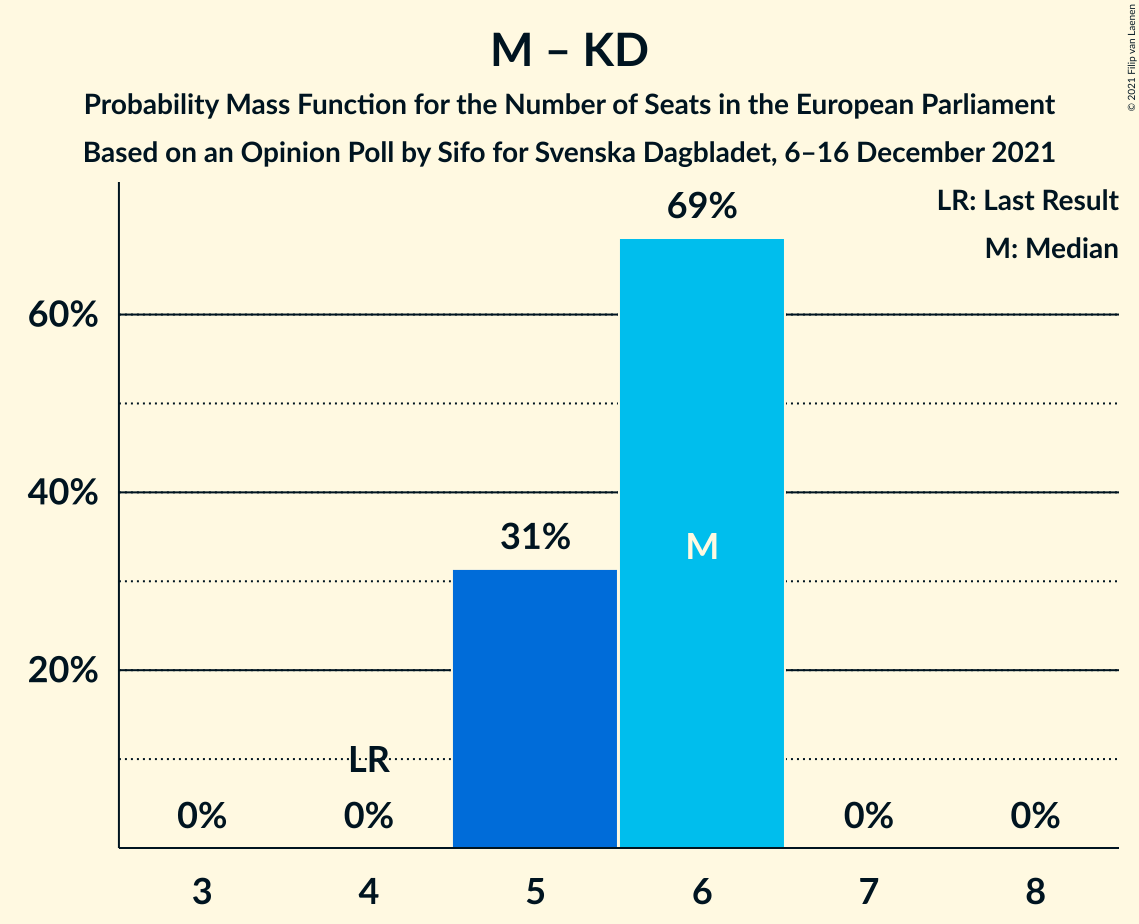 M – KD
Probability Mass Function for the Number of Seats in the European Parliament
Based on an Opinion Poll by Sifo for Svenska Dagbladet, 6–16 December 2021
© 2021 Filip van Laenen
LR: Last Result
M: Median
69%
60%
31%
M
40%
20%
LR
0%
0%
0%
0%
3
4
5
6
7
8